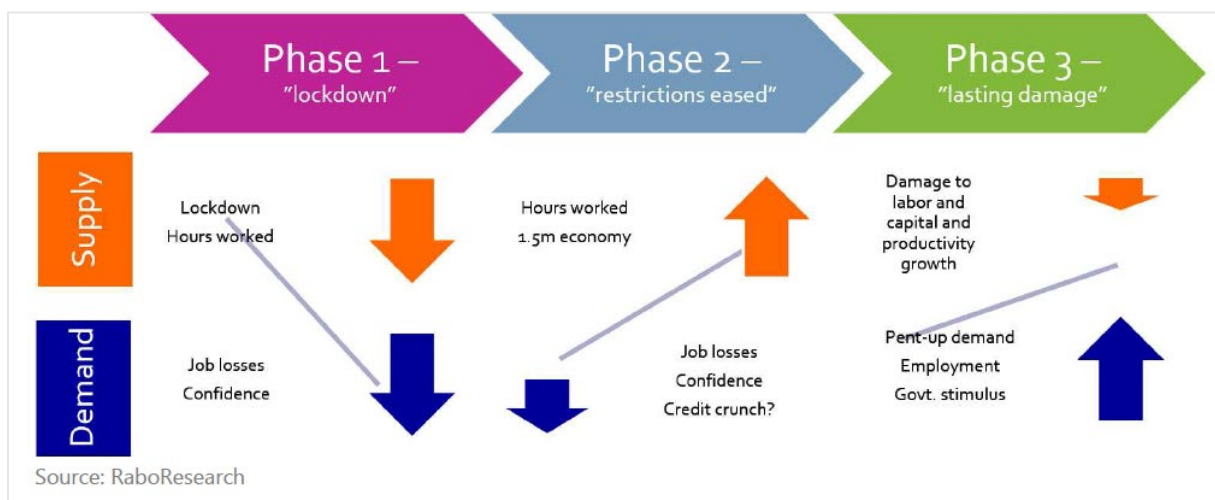 Phase 1 –
"lockdown"
Phase 2 –
"restrictions eased"
Phase 3 –
"lasting damage"
Supply
Lockdown
Hours worked
Hours worked
1.5m economy
Damage to
labor and
capital and
productivity
growth
Demand
Job losses
Confidence
Job losses
Confidence
Credit crunch?
Pent-up demand
Employment
Govt. stimulus
Source: RaboResearch